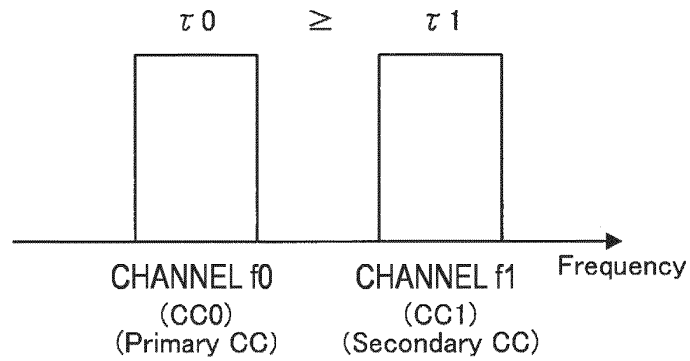 τ0 ≥ τ1
CHANNEL f0 CHANNEL f1 Frequency
(CC0) (CC1)
(Primary CC) (Secondary CC)